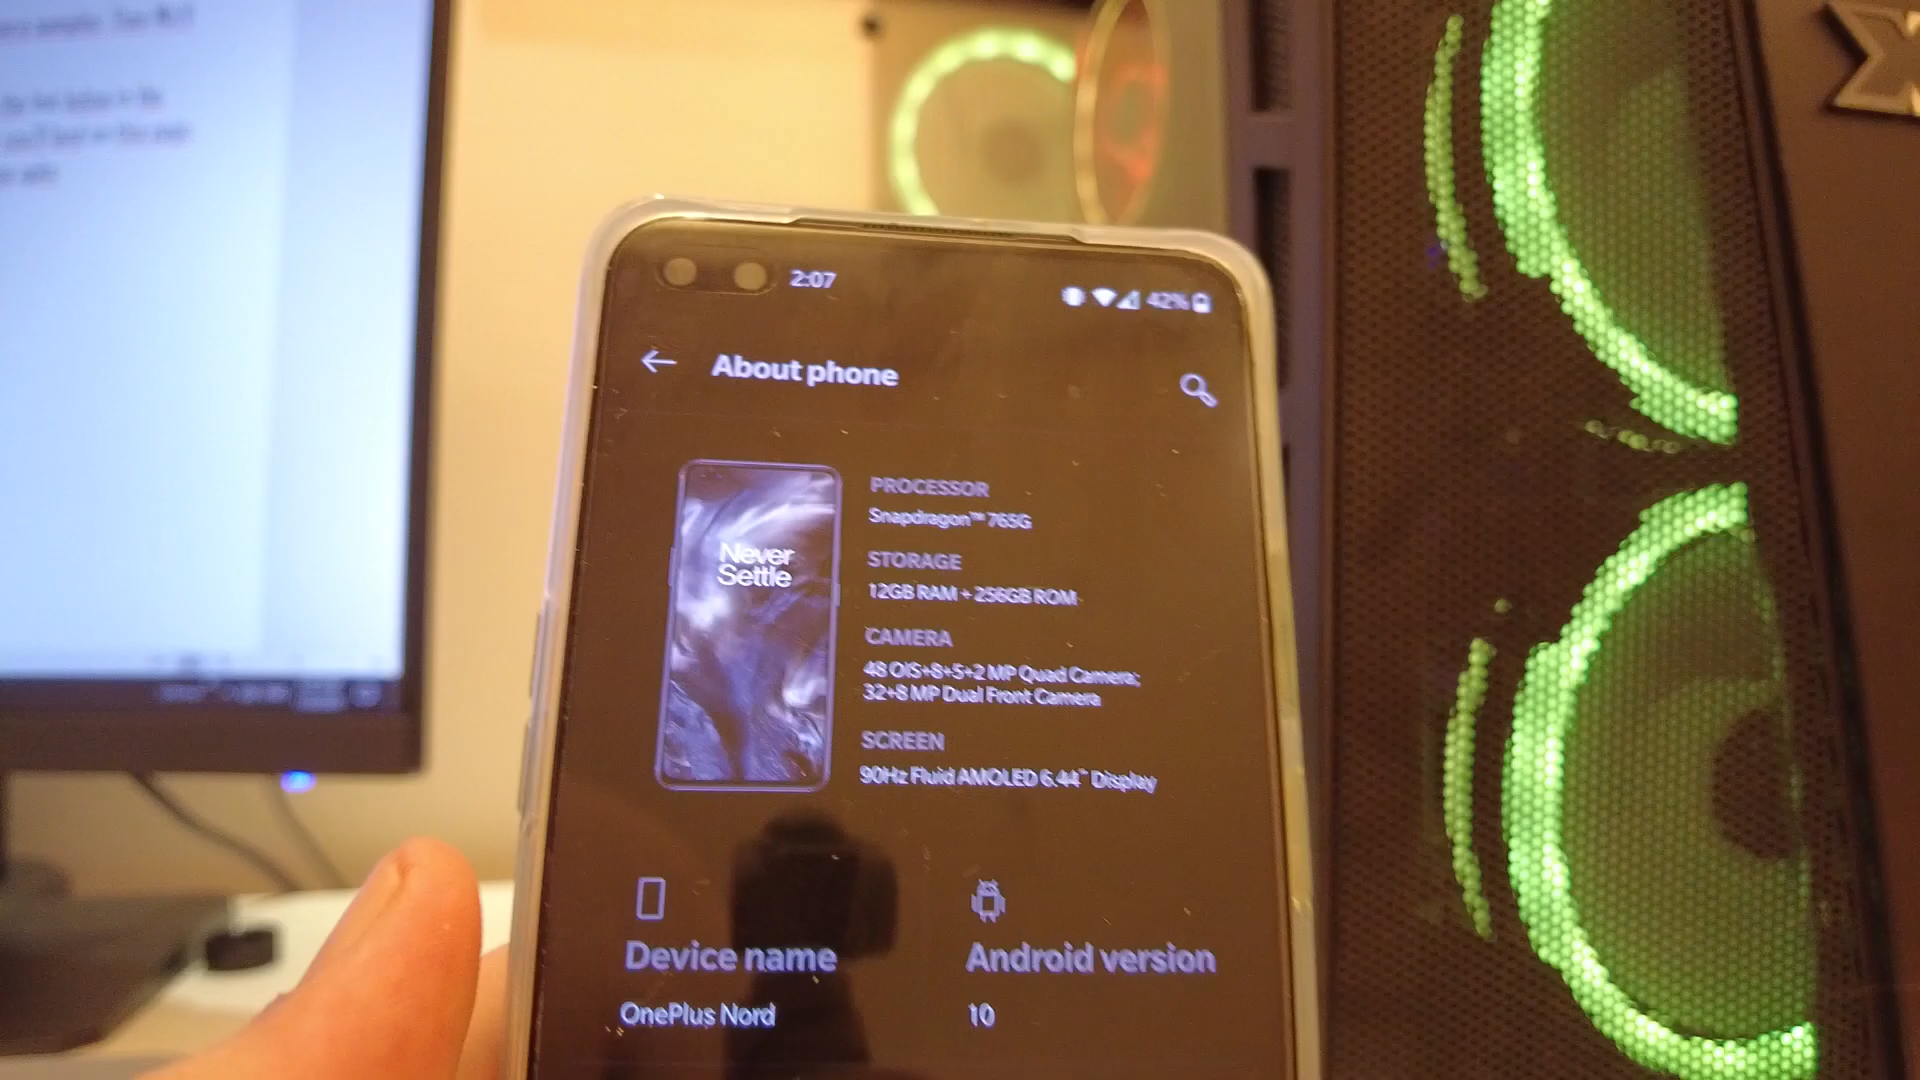 2:07
42%
About phone
PROCESSOR
Snapdragon™ 765G
STORAGE
12GB RAM + 256GB ROM
CAMERA
48 OIS+8+5+2 MP Quad Camera;
32+8 MP Dual Front Camera
SCREEN
90Hz Fluid AMOLED 6.44" Display
Never
Settle
Device name
OnePlus Nord
Android version
10